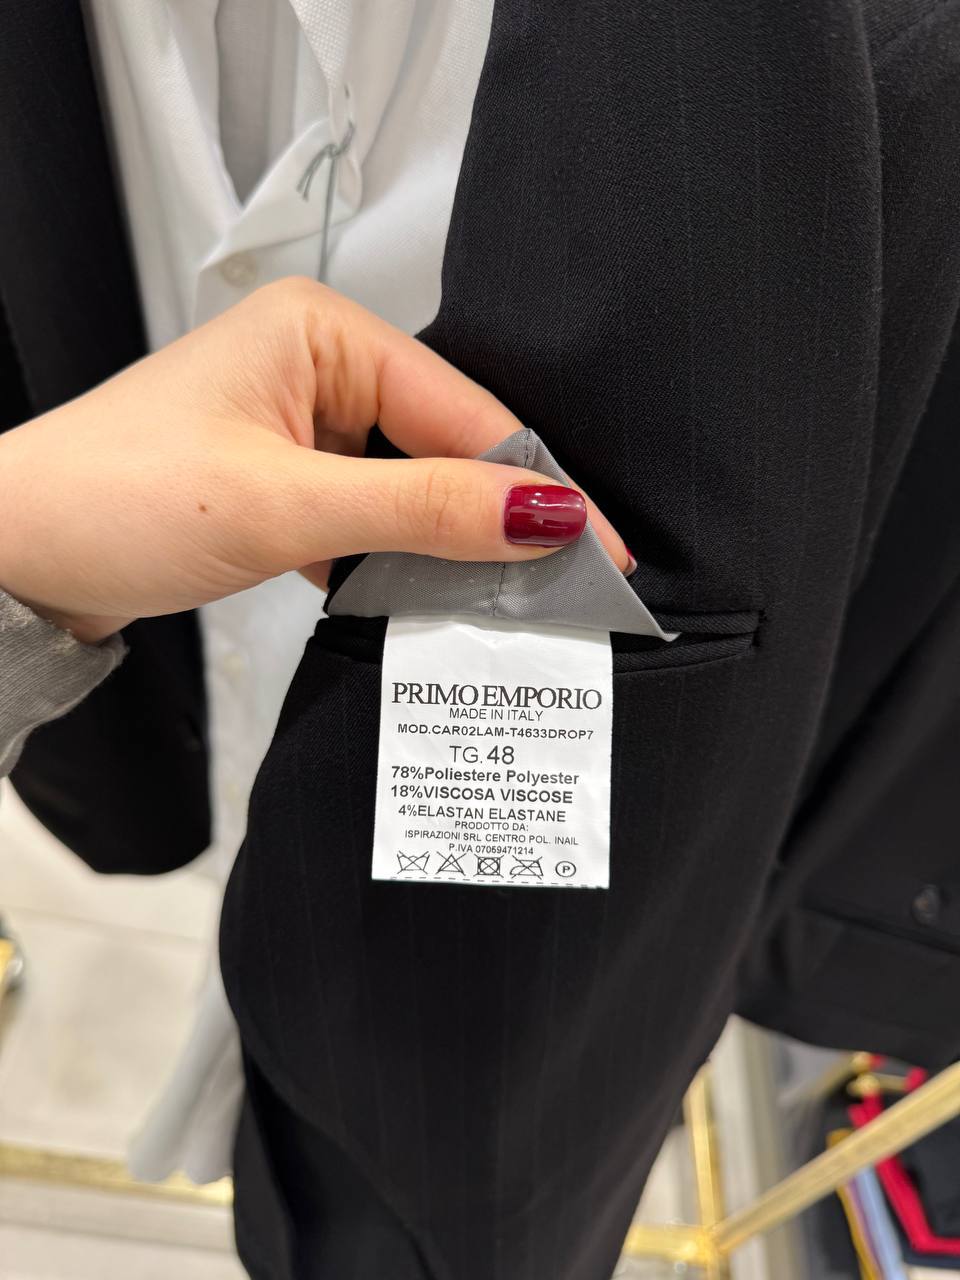 PRIMO EMPORIO
MADE IN ITALY
MOD.CAR02LAM-T4633DROP7
TG. 48
78%Poliestere Polyester
18%VISCOSA VISCOSE
4%ELASTAN ELASTANE
PRODOTTO DA:
ISPIRAZIONI SRL CENTRO POL. INAIL
P.IVA 07059471214
P